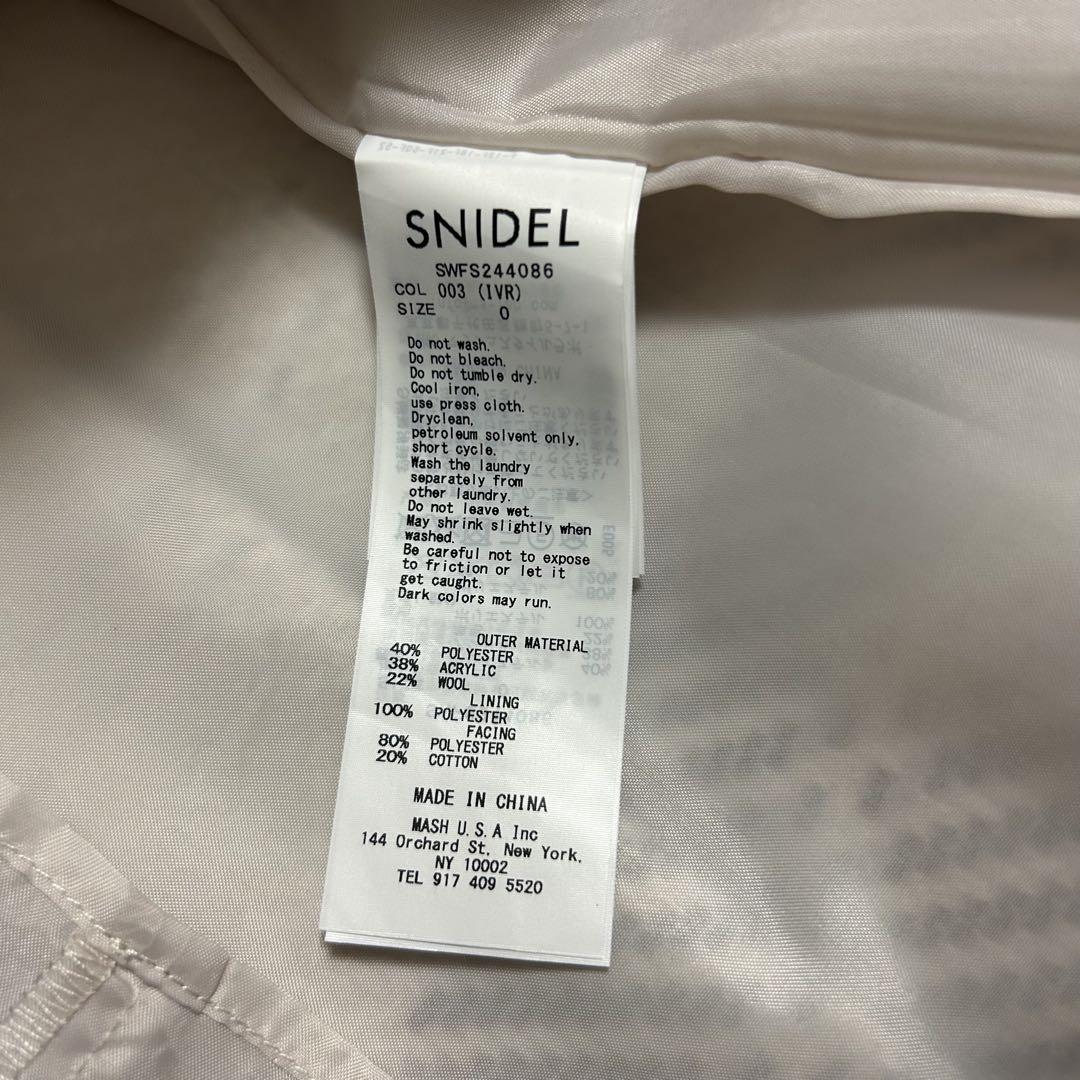 SNIDEL
SWFS244086
COL 003 (IVR)
SIZE 0
Do not wash.
Do not bleach.
Do not tumble dry.
Cool iron,
use press cloth.
Dryclean,
petroleum solvent only,
short cycle.
Wash the laundry
separately from
other laundry.
Do not leave wet.
May shrink slightly when
washed.
Be careful not to expose
to friction or let it
get caught.
Dark colors may run.
OUTER MATERIAL
40% POLYESTER
38% ACRYLIC
22% WOOL
LINING
100% POLYESTER
FACING
80% POLYESTER
20% COTTON
MADE IN CHINA
MASH U.S.A Inc
144 Orchard St. New York.
NY 10002
TEL 917 409 5520